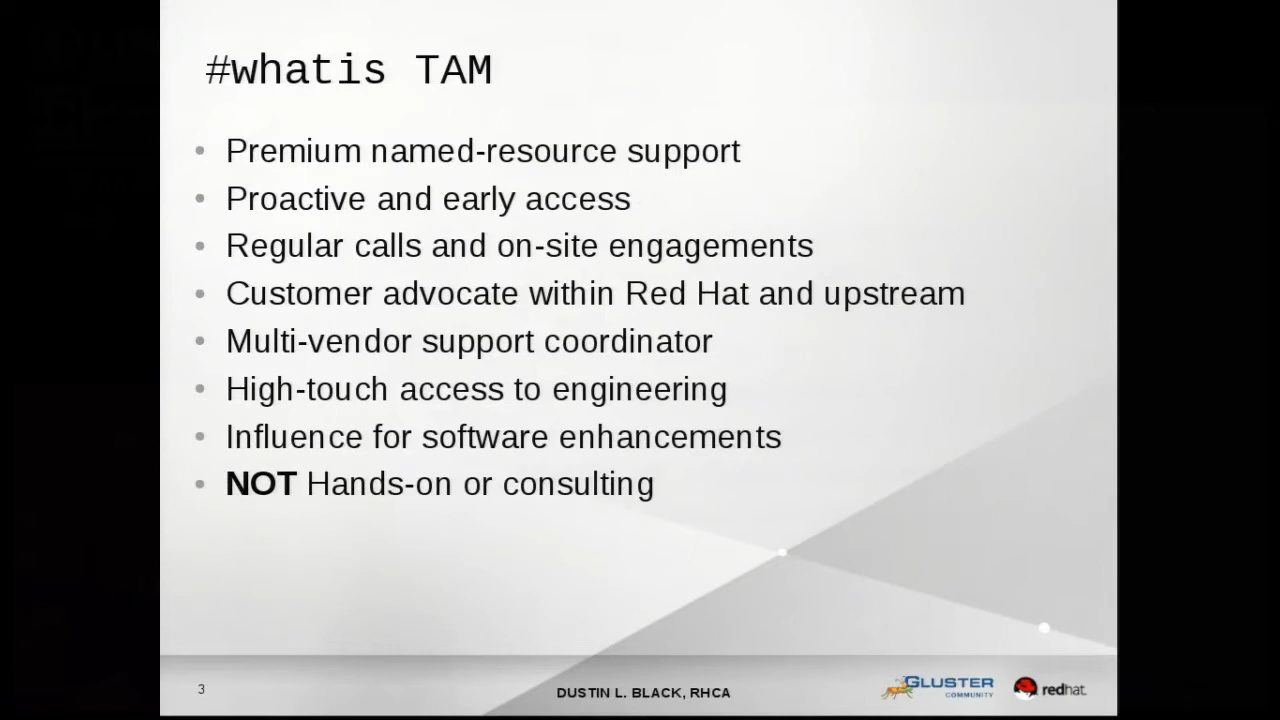 #whatis TAM
• Premium named-resource support
• Proactive and early access
• Regular calls and on-site engagements
• Customer advocate within Red Hat and upstream
• Multi-vendor support coordinator
• High-touch access to engineering
• Influence for software enhancements
• NOT Hands-on or consulting
3
DUSTIN L. BLACK, RHCA
GLUSTER
COMMUNITY
redhat.